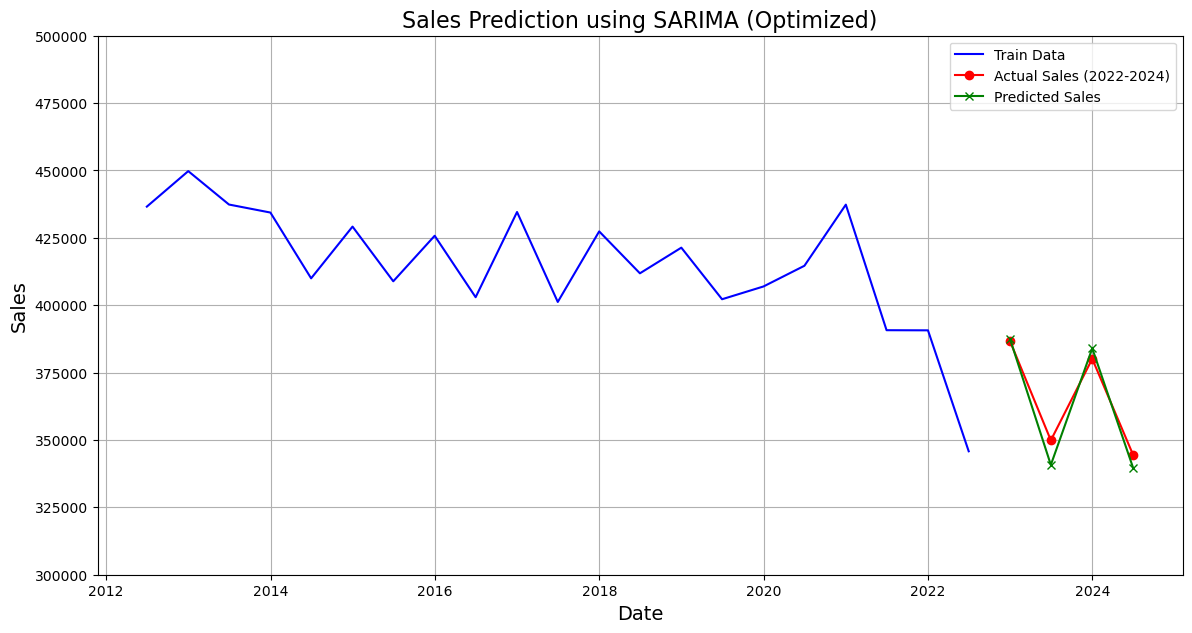 Sales Prediction using SARIMA (Optimized)
Train Data
Actual Sales (2022-2024)
Predicted Sales
Sales
500000
475000
450000
425000
400000
375000
350000
325000
300000
2012 2014 2016 2018 2020 2022 2024
Date